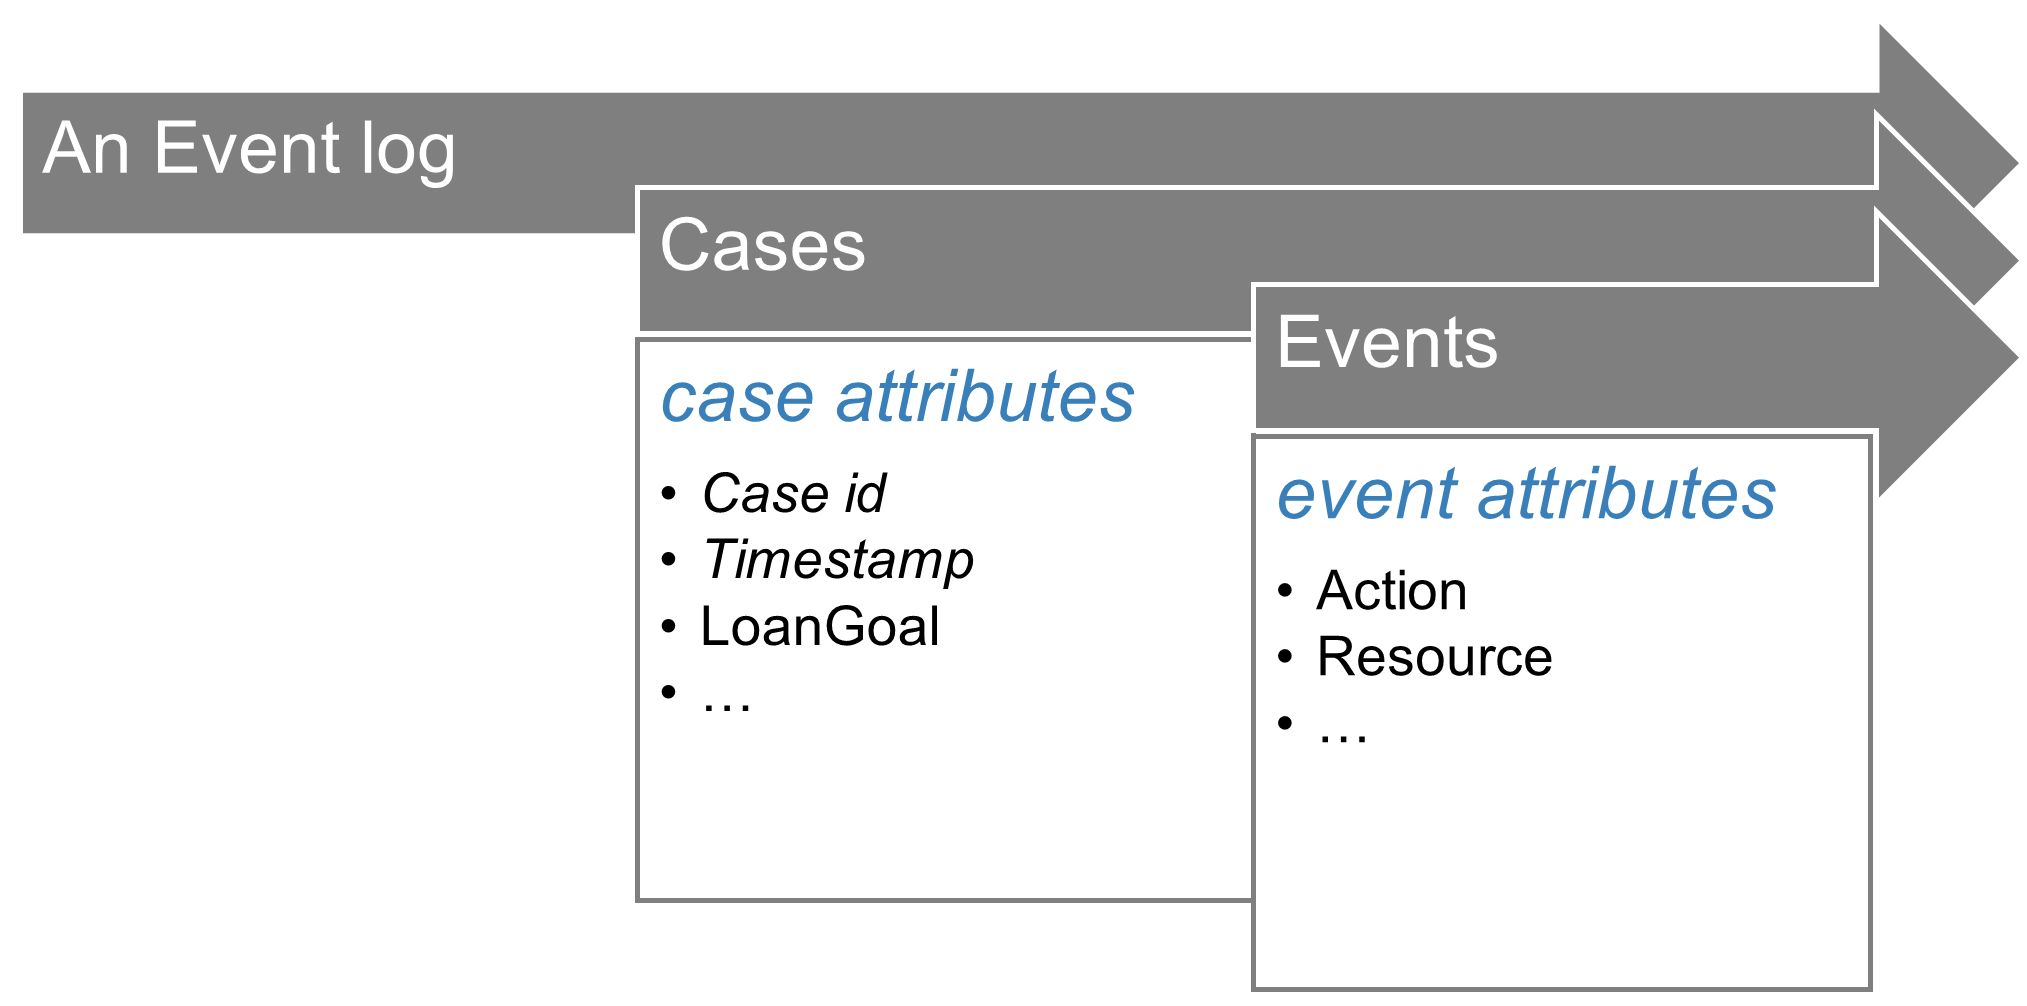 An Event log
Cases
case attributes
• Case id
• Timestamp
• LoanGoal
• …
Events
event attributes
• Action
• Resource
• …